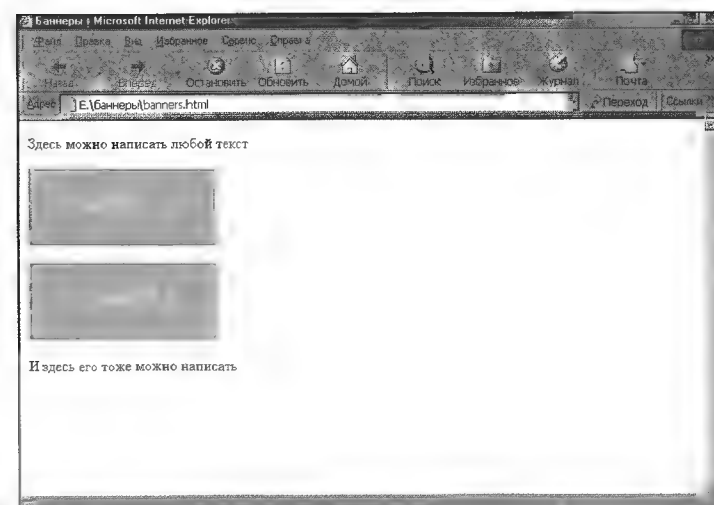 Баннеры - Microsoft Internet Explorer
Файл Правка Вид Избранное Сервис Справка
Назад Вперед Остановить Обновить Домой Поиск Избранное Журнал Почта
Адрес E:\баннеры\banners.html Переход Ссылки
Здесь можно написать любой текст
И здесь его тоже можно написать